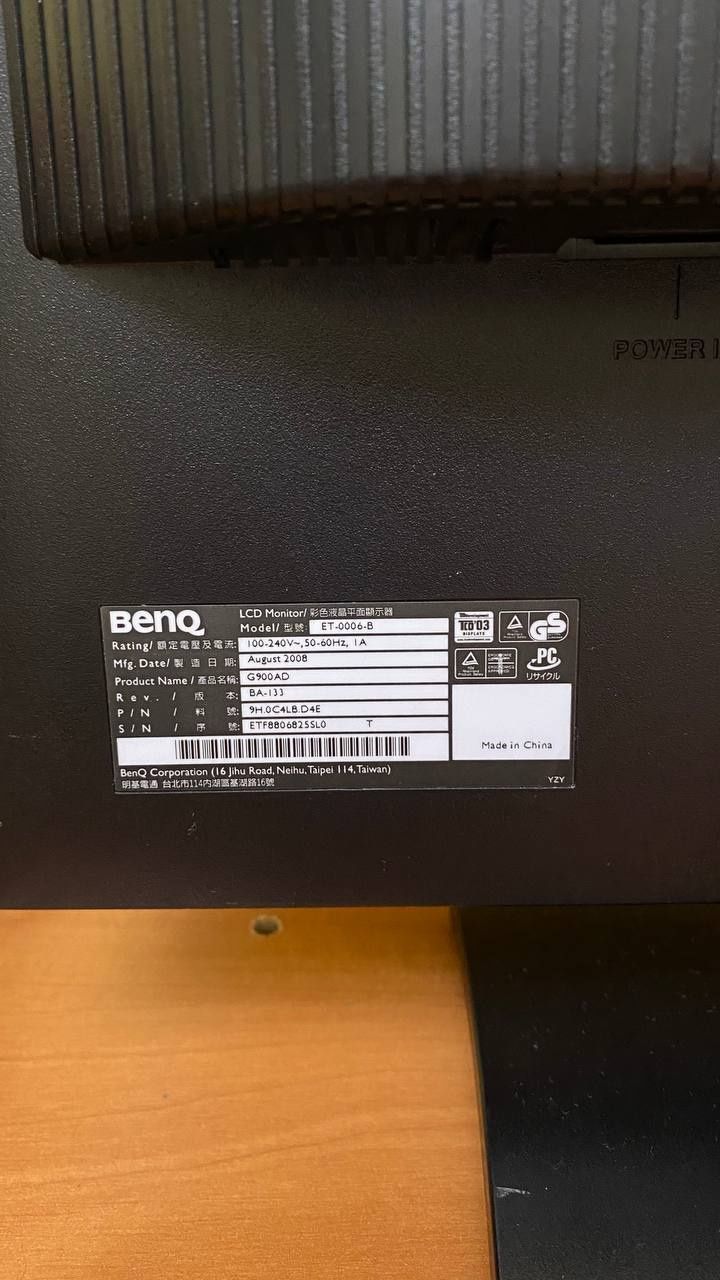 POWER I
BenQ
LCD Monitor/ 彩色液晶平面顯示器
Model/ 型號: ET-0006-B
Rating/ 額定電壓及電流: 100-240V~,50-60Hz, 1A
Mfg. Date/ 製 造 日 期: August 2008
Product Name / 產品名稱: G900AD
Rev. / 版 本: BA-133
P/N / 料 號: 9H.0C4LB.D4E
S/N / 序 號: ETF8806825SL0 T
TCO'03
DISPLAYS
GS
PC
リサイクル
Made in China
BenQ Corporation (16 Jihu Road, Neihu, Taipei 114, Taiwan)
明基電通 台北市114內湖區基湖路16號
YZY